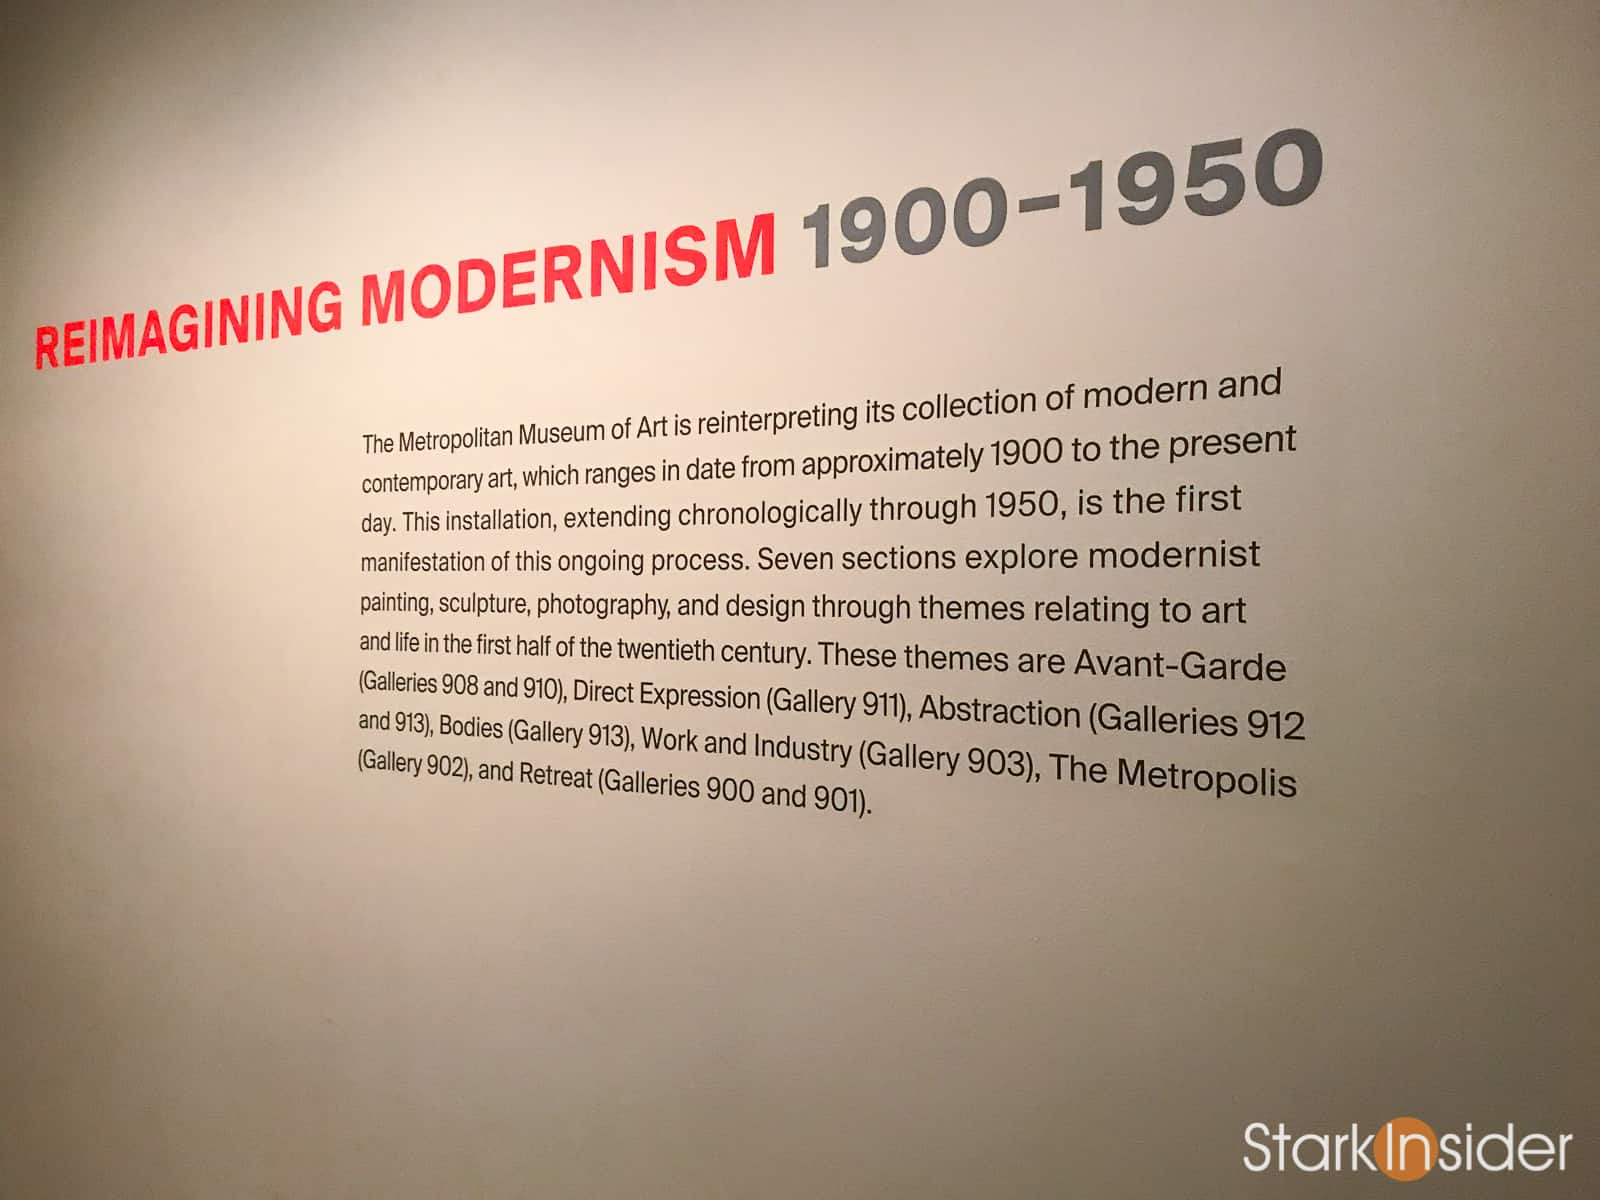 REIMAGINING MODERNISM 1900–1950
The Metropolitan Museum of Art is reinterpreting its collection of modern and
contemporary art, which ranges in date from approximately 1900 to the present
day. This installation, extending chronologically through 1950, is the first
manifestation of this ongoing process. Seven sections explore modernist
painting, sculpture, photography, and design through themes relating to art
and life in the first half of the twentieth century. These themes are Avant-Garde
(Galleries 908 and 910), Direct Expression (Gallery 911), Abstraction (Galleries 912
and 913), Bodies (Gallery 913), Work and Industry (Gallery 903), The Metropolis
(Gallery 902), and Retreat (Galleries 900 and 901).
StarkInsider